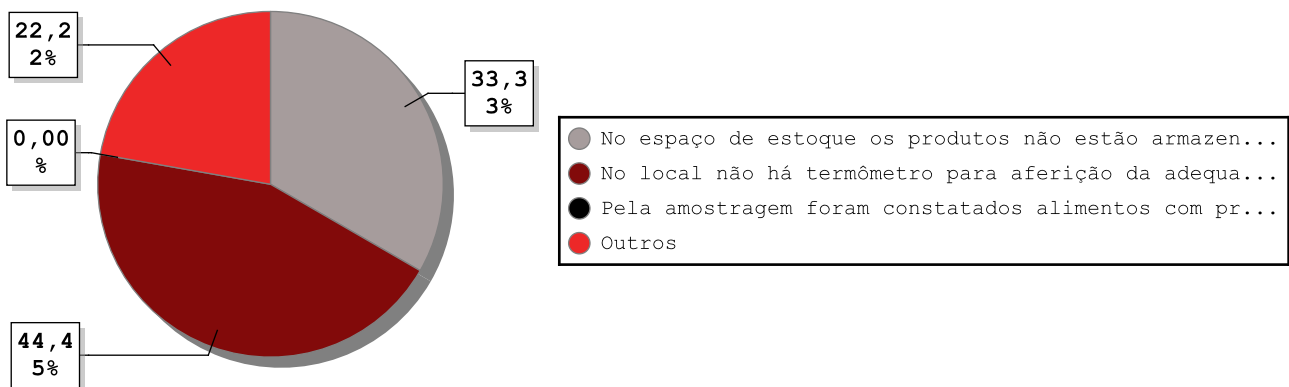 22,2
2%
33,3
3%
0,00
%
44,4
5%
No espaço de estoque os produtos não estão armazen...
No local não há termômetro para aferição da adequa...
Pela amostragem foram constatados alimentos com pr...
Outros